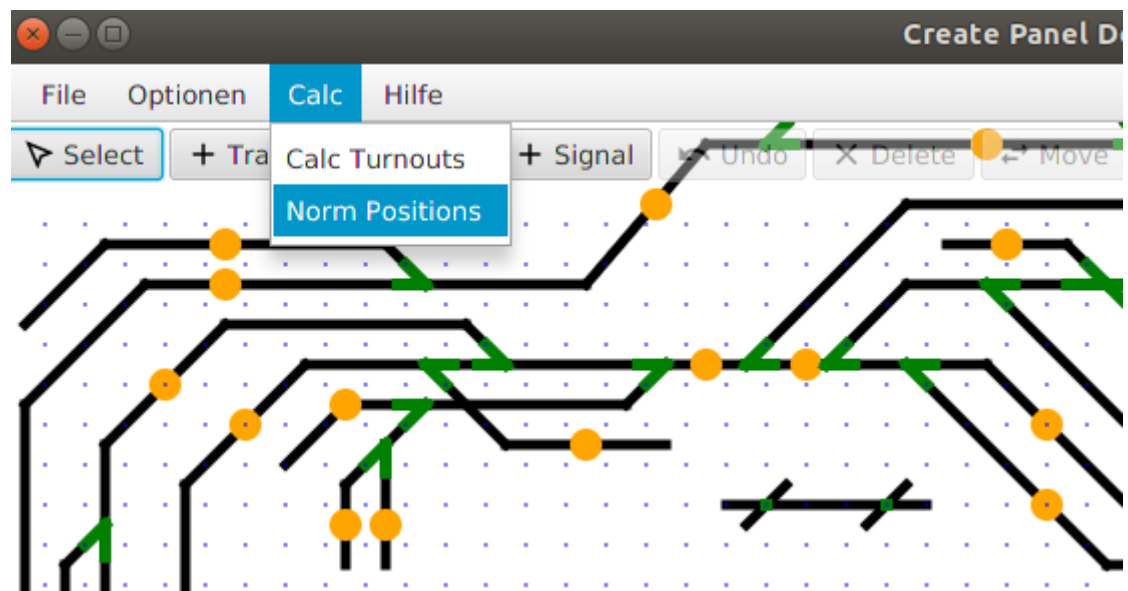 Create Panel D
File Optionen Calc Hilfe
Select + Tra + Signal Undo Delete Move
Calc Turnouts
Norm Positions